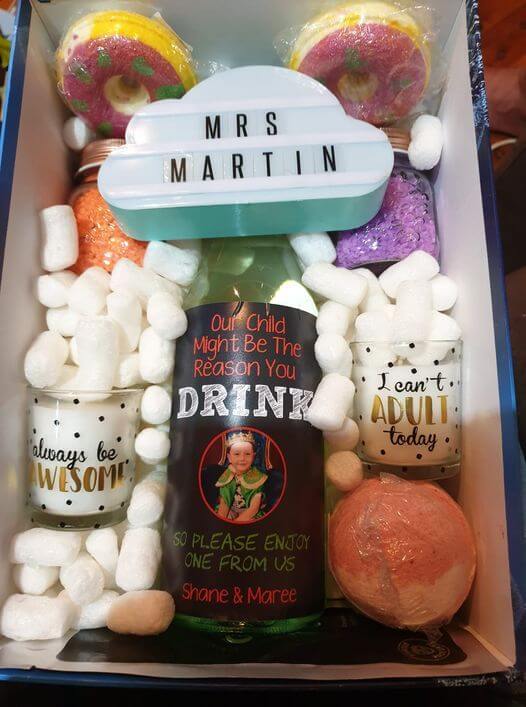 MRS
MARTIN
Our Child
Might Be The
Reason You
DRINK
SO PLEASE ENJOY
ONE FROM US
Shane & Maree
always be
AWESOME
I can't
ADULT
today